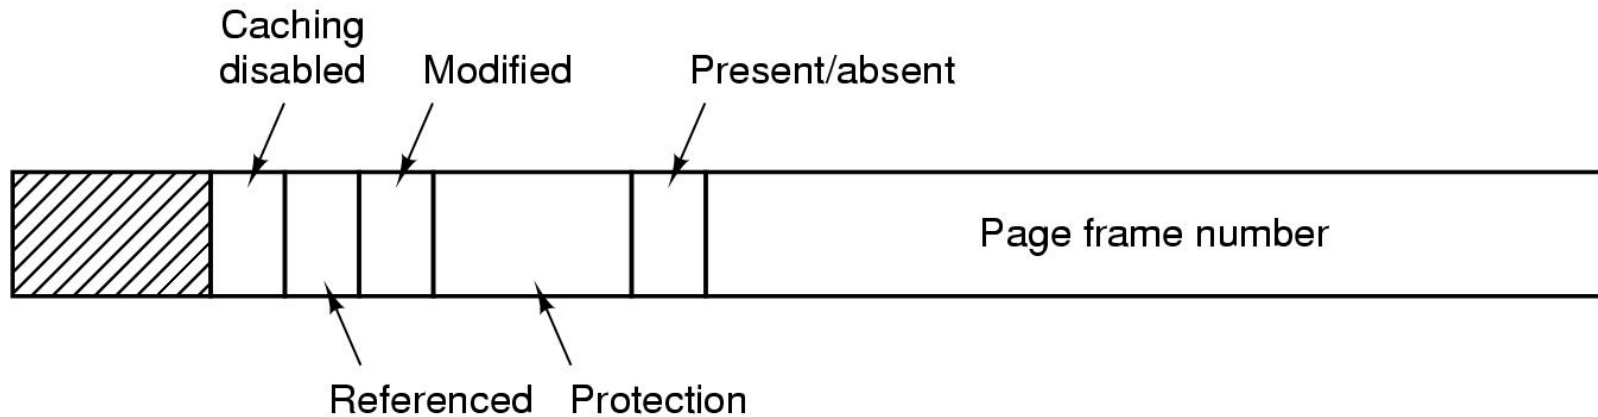 Caching
disabled
Modified
Present/absent
Page frame number
Referenced
Protection